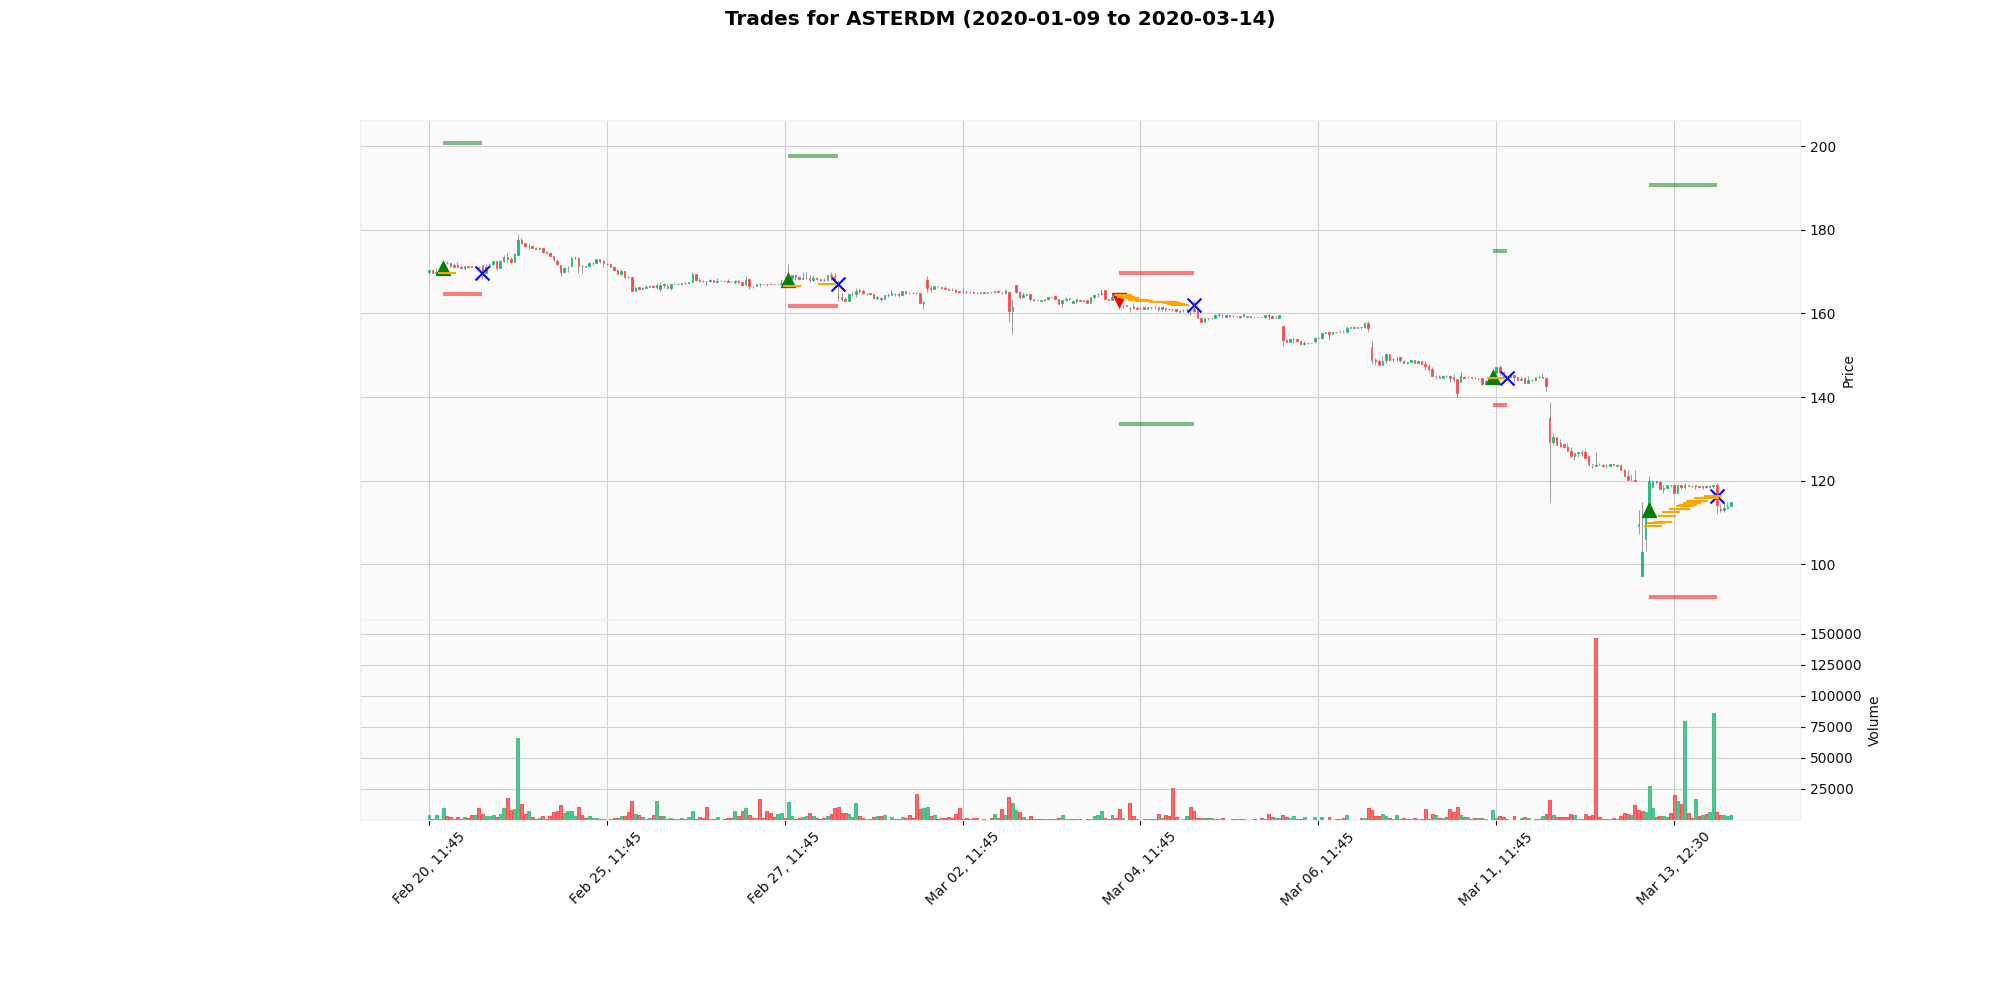 Trades for ASTERDM (2020-01-09 to 2020-03-14)
200
180
160
140
120
100
Price
150000
125000
100000
75000
50000
25000
Volume
Feb 20, 11:45
Feb 25, 11:45
Feb 27, 11:45
Mar 02, 11:45
Mar 04, 11:45
Mar 06, 11:45
Mar 11, 11:45
Mar 13, 12:30